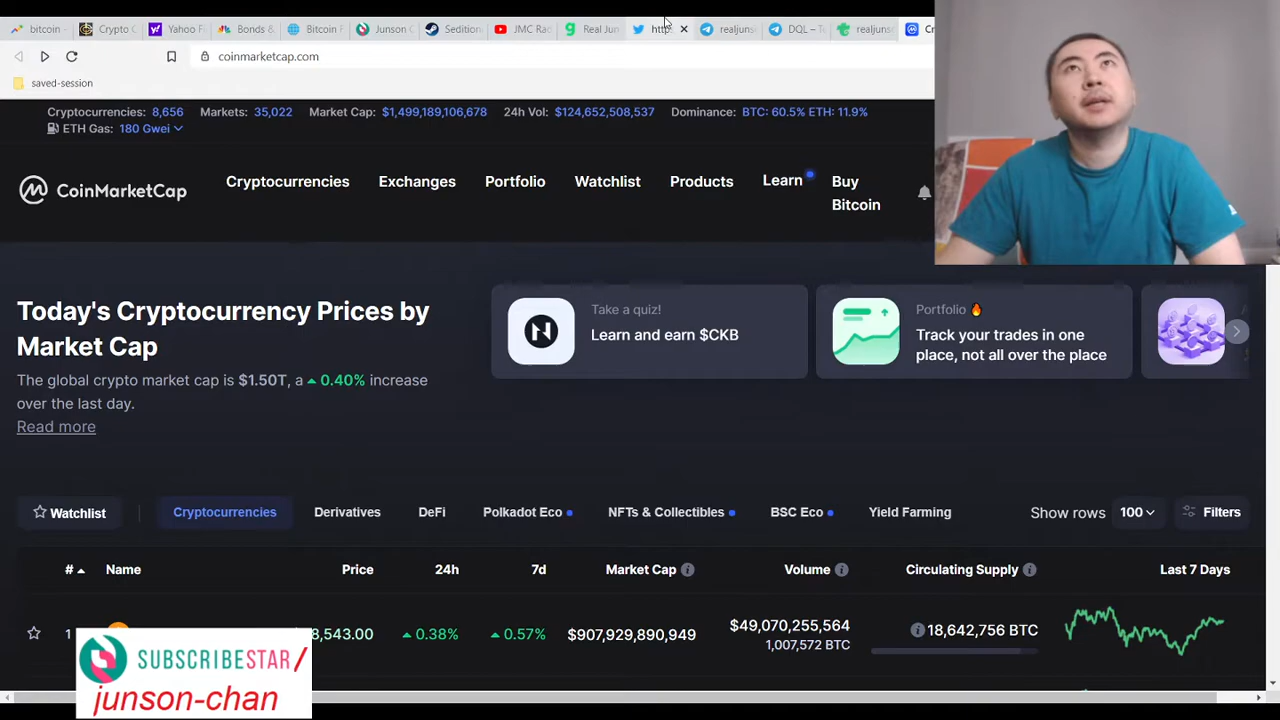 bitcoin
Crypto C
Yahoo F
Bonds &
Bitcoin F
Junson C
Sedition
JMC Rad
Real Jun
http
realjuns
DQL – T
realjunso
Cr
coinmarketcap.com
saved-session
Cryptocurrencies: 8,656 Markets: 35,022 Market Cap: $1,499,189,106,678 24h Vol: $124,652,508,537 Dominance: BTC: 60.5% ETH: 11.9%
ETH Gas: 180 Gwei
CoinMarketCap
Cryptocurrencies Exchanges Portfolio Watchlist Products Learn
Buy
Bitcoin
Today's Cryptocurrency Prices by
Market Cap
The global crypto market cap is $1.50T, a 0.40% increase
over the last day.
Read more
Take a quiz!
Learn and earn $CKB
Portfolio
Track your trades in one
place, not all over the place
Watchlist Cryptocurrencies Derivatives DeFi Polkadot Eco NFTs & Collectibles BSC Eco Yield Farming Show rows 100 Filters
# Name Price 24h 7d Market Cap Volume Circulating Supply Last 7 Days
1 8,543.00 0.38% 0.57% $907,929,890,949 $49,070,255,564 18,642,756 BTC
1,007,572 BTC
SUBSCRIBESTAR/
junson-chan